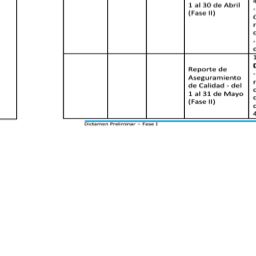 1 al 30 de Abril
(Fase II)
Reporte de
Aseguramiento
de Calidad - del
1 al 31 de Mayo
(Fase II)
Dictamen Preliminar – Fase 1